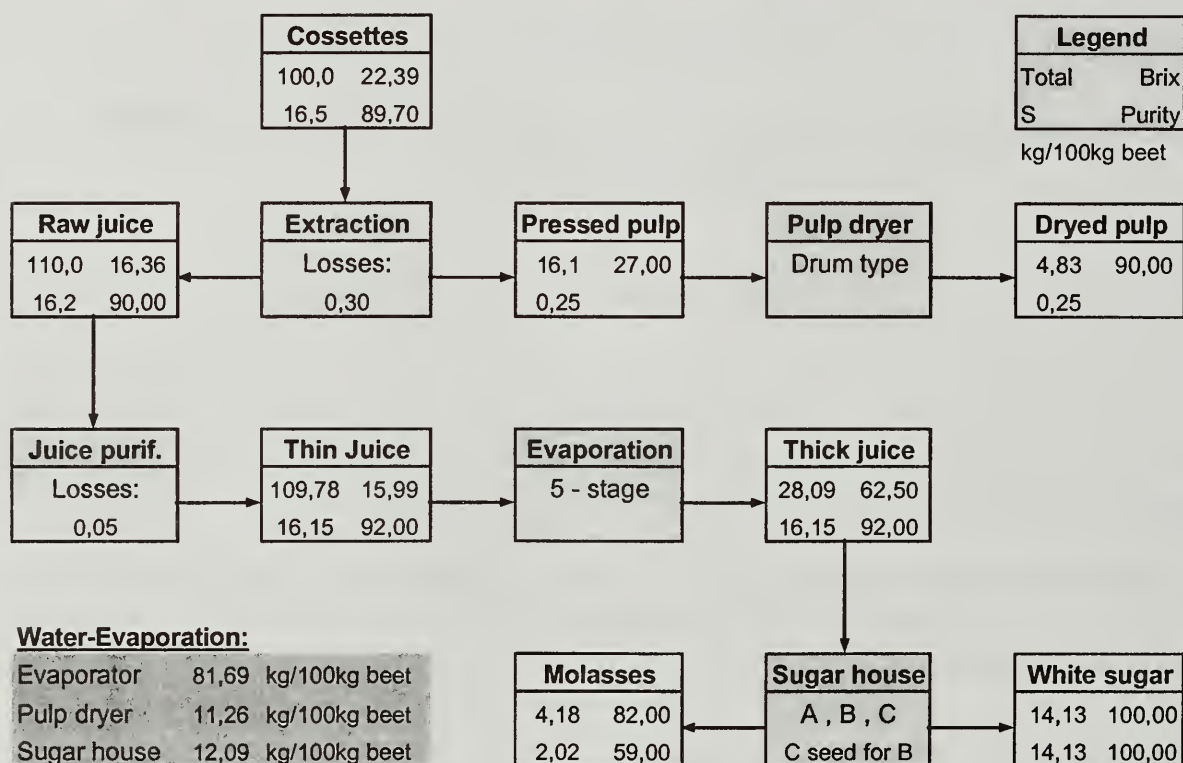 Cossettes
100,0 22,39
16,5 89,70
Legend
Total Brix
S Purity
kg/100kg beet
Raw juice
110,0 16,36
16,2 90,00
Extraction
Losses:
0,30
Pressed pulp
16,1 27,00
0,25
Pulp dryer
Drum type
Dryed pulp
4,83 90,00
0,25
Juice purif.
Losses:
0,05
Thin Juice
109,78 15,99
16,15 92,00
Evaporation
5 - stage
Thick juice
28,09 62,50
16,15 92,00
Water-Evaporation:
Evaporator 81,69 kg/100kg beet
Pulp dryer 11,26 kg/100kg beet
Sugar house 12,09 kg/100kg beet
Molasses
4,18 82,00
2,02 59,00
Sugar house
A , B , C
C seed for B
White sugar
14,13 100,00
14,13 100,00